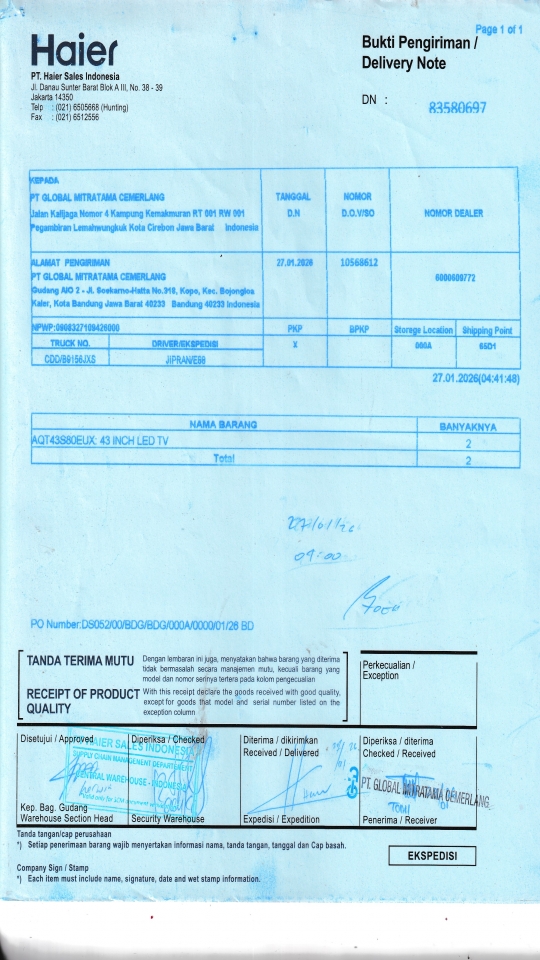 Page 1 of 1
Haier
Bukti Pengiriman /
Delivery Note
PT. Haier Sales Indonesia
Jl. Danau Sunter Barat Blok A III, No. 38 - 39
Jakarta 14350
Telp : (021) 6505668 (Hunting)
Fax : (021) 6512556
DN : 83580697
KEPADA
PT GLOBAL MITRATAMA CEMERLANG
Jalan Kalijaga Nomor 4 Kampung Kemakmuran RT 001 RW 001
Pegambiran Lemahwungkuk Kota Cirebon Jawa Barat Indonesia
TANGGAL D.N
NOMOR D.O.V/SO
NOMOR DEALER
ALAMAT PENGIRIMAN
PT GLOBAL MITRATAMA CEMERLANG
Gudang AIO 2 - Jl. Soekarno-Hatta No.318, Kopo, Kec. Bojongloa
Kaler, Kota Bandung Jawa Barat 40233 Bandung 40233 Indonesia
27.01.2026
10568612
6000609772
NPWP:0908327109426000
PKP
BPKP
Storage Location
Shipping Point
TRUCK NO.
DRIVER/EKSPEDISI
X
000A
65D1
CDD/B9156JXS
JIPRAN/E88
27.01.2026(04:41:48)
NAMA BARANG
BANYAKNYA
AQT43S80EUX: 43 INCH LED TV
2
Total
2
27/01/26
09:00
PO Number:DS052/00/BDG/BDG/000A/0000/01/26 BD
TANDA TERIMA MUTU
Dengan lembaran ini juga, menyatakan bahwa barang yang diterima
tidak bermasalah secara manajemen mutu, kecuali barang yang
model dan nomor serinya tertera pada kolom pengecualian
RECEIPT OF PRODUCT
QUALITY
With this receipt declare the goods received with good quality,
except for goods that model and serial number listed on the
exception column
Perkecualian /
Exception
Disetujui / Approved
Diperiksa / Checked
Diterima / dikirimkan
Received / Delivered
Diperiksa / diterima
Checked / Received
HAIER SALES INDONESIA
SUPPLY CHAIN MANAGEMENT DEPARTMENT
CENTRAL WAREHOUSE - INDONESIA
PT GLOBAL MITRATAMA CEMERLANG
TOMI
Kep. Bag. Gudang
Warehouse Section Head
Security Warehouse
Expedisi / Expedition
Penerima / Receiver
Tanda tangan/cap perusahaan
*) Setiap penerimaan barang wajib menyertakan informasi nama, tanda tangan, tanggal dan Cap basah.
EKSPEDISI
Company Sign / Stamp
*) Each item must include name, signature, date and wet stamp information.